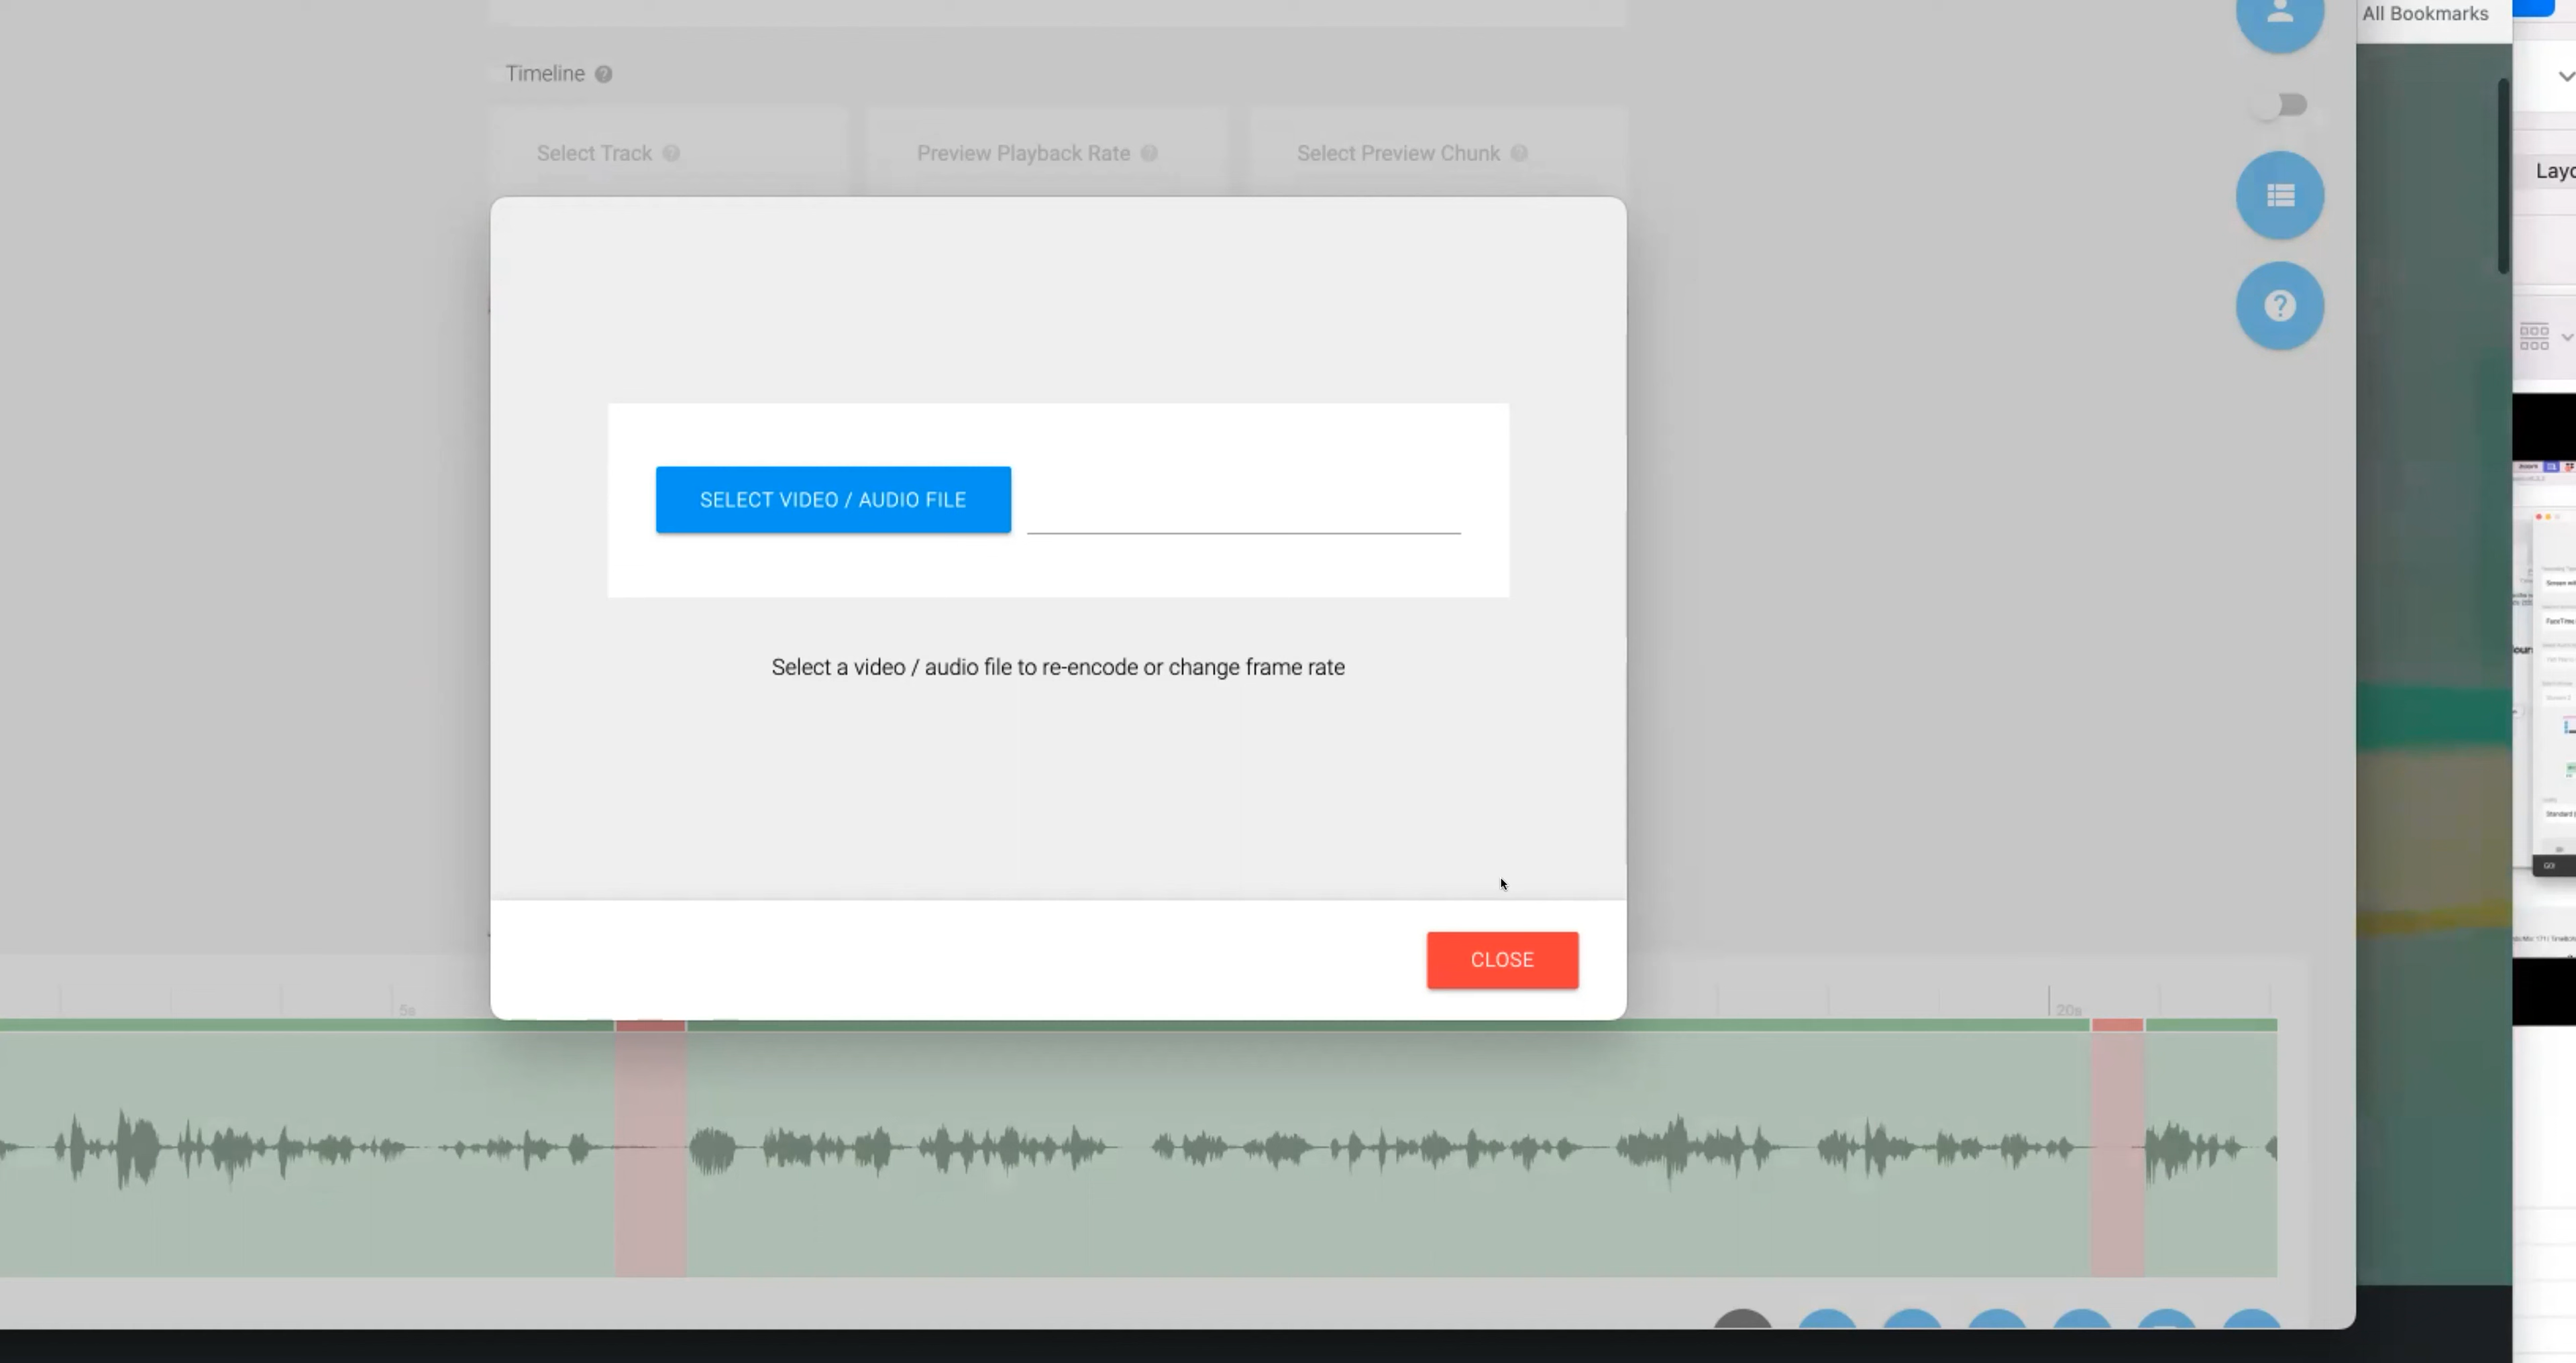 All Bookmarks
Timeline
Select Track
Preview Playback Rate
Select Preview Chunk
SELECT VIDEO / AUDIO FILE
Select a video / audio file to re-encode or change frame rate
CLOSE
5s
20s